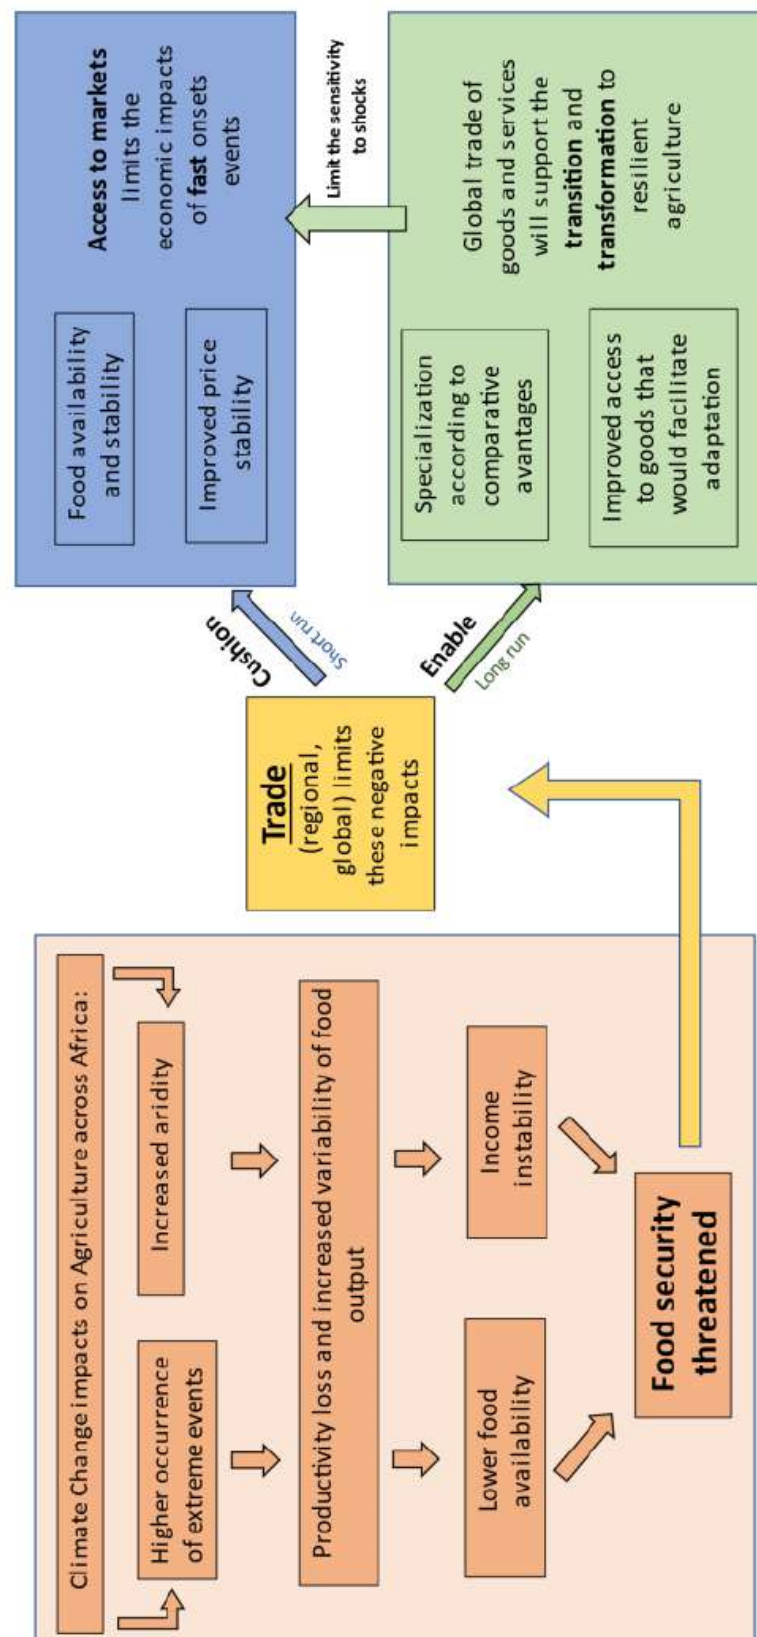 Climate Change impacts on Agriculture across Africa:
Higher occurrence
of extreme events
Increased aridity
Productivity loss and increased variability of food
output
Lower food
availability
Income
instability
Food security
threatened
Trade
(regional,
global) limits
these negative
impacts
Cushion
Short run
Enable
Long run
Food availability
and stability
Improved price
stability
Access to markets
limits the
economic impacts
of fast onsets
events
Limit the sensitivity
to shocks
Specialization
according to
comparative
avantages
Improved access
to goods that
would facilitate
adaptation
Global trade of
goods and services
will support the
transition and
transformation to
resilient
agriculture